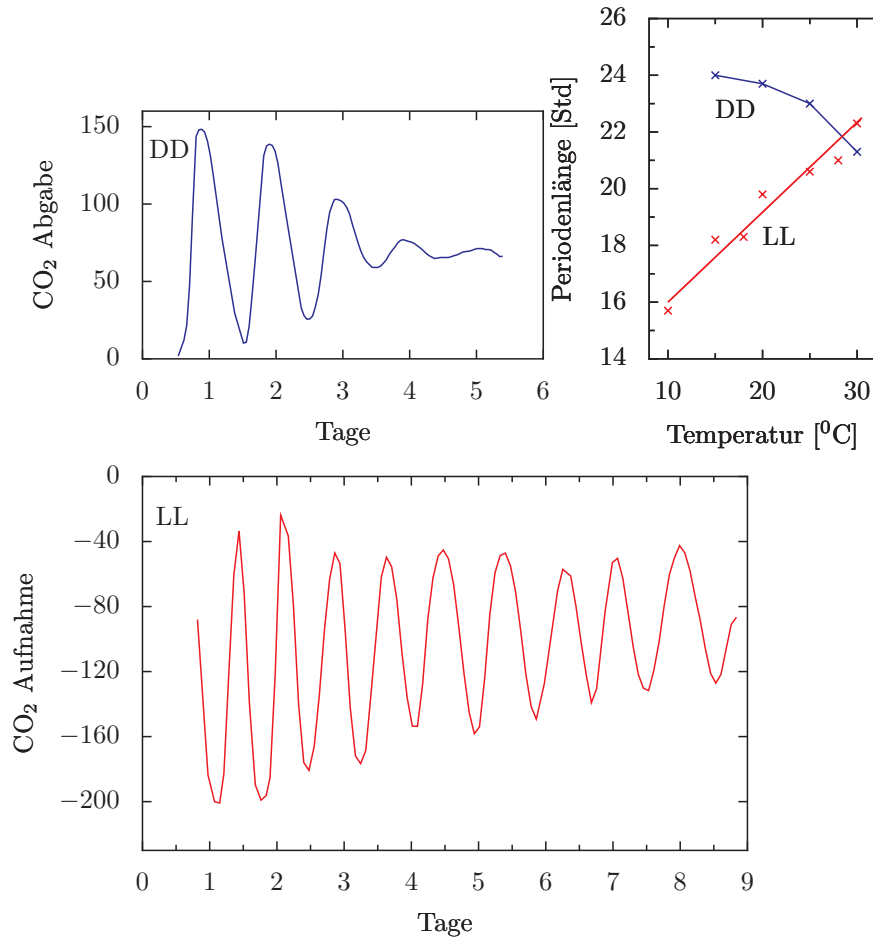 150
100
50
0
DD
CO₂ Abgabe
0 1 2 3 4 5 6
Tage
24
22
20
18
16
14
DD
LL
Periodenlänge [Std]
10 20 30
Temperatur [⁰C]
0
−40
−80
−120
−160
−200
LL
CO₂ Aufnahme
0 1 2 3 4 5 6 7 8 9
Tage